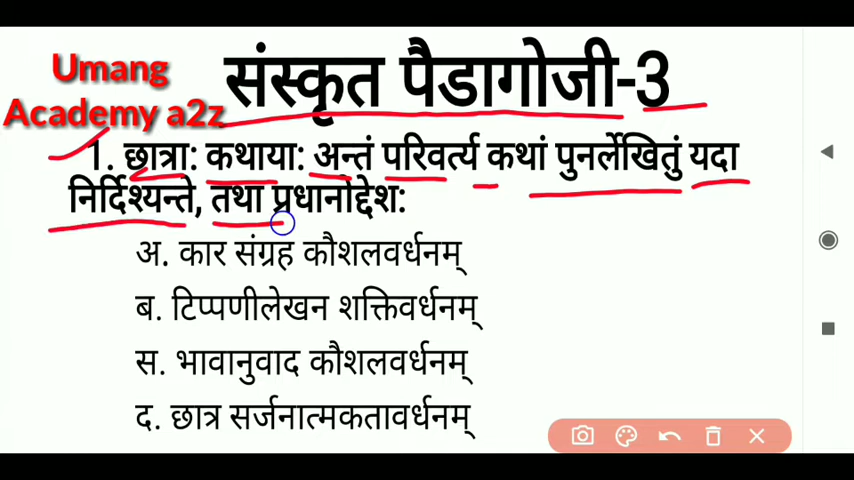 संस्कृत पैडागोजी-3
Umang
Academy a2z
1. छात्रा: कथाया: अन्तं परिवर्त्य कथां पुनर्लेखितुं यदा
निर्दिश्यन्ते, तथा प्रधानोद्देश:
अ. कार संग्रह कौशलवर्धनम्
ब. टिप्पणीलेखन शक्तिवर्धनम्
स. भावानुवाद कौशलवर्धनम्
द. छात्र सर्जनात्मकतावर्धनम्